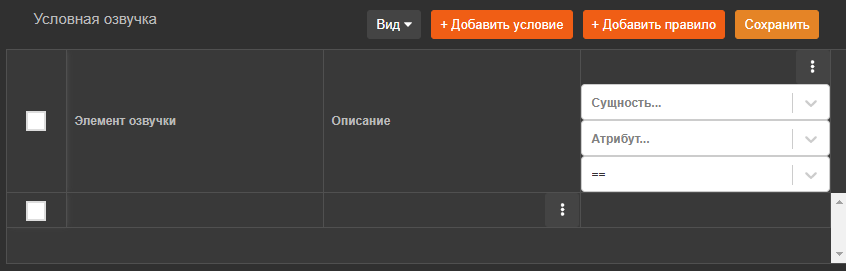 Условная озвучка
Вид
+ Добавить условие
+ Добавить правило
Сохранить
Элемент озвучки
Описание
Сущность...
Атрибут...
==